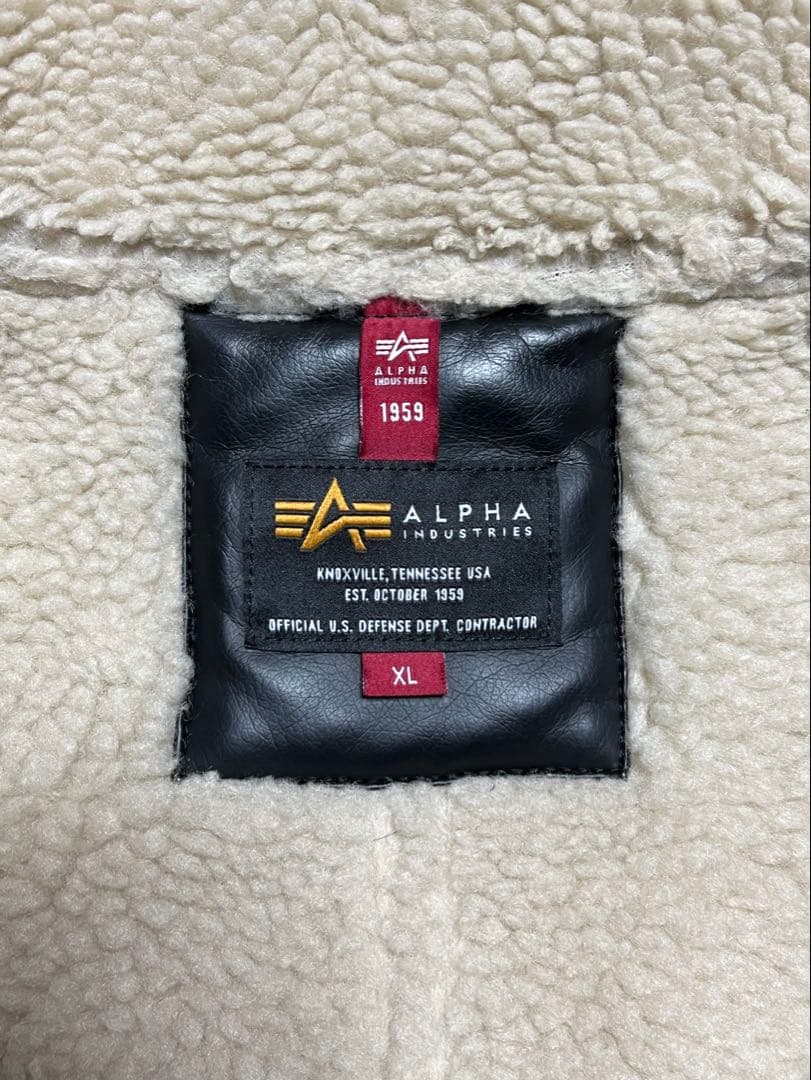 ALPHA
INDUSTRIES
1959
ALPHA
INDUSTRIES
KNOXVILLE, TENNESSEE USA
EST. OCTOBER 1959
OFFICIAL U.S. DEFENSE DEPT. CONTRACTOR
XL